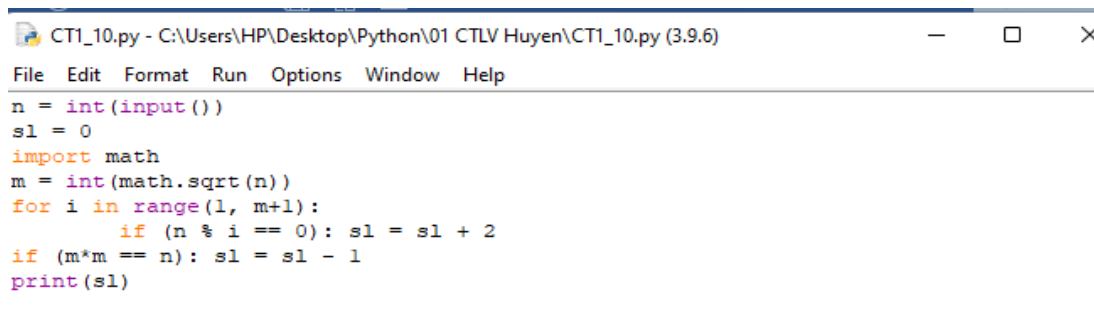 CT1_10.py - C:\Users\HP\Desktop\Python\01 CTLV Huyen\CT1_10.py (3.9.6)
File Edit Format Run Options Window Help
n = int(input())
sl = 0
import math
m = int(math.sqrt(n))
for i in range(1, m+1):
        if (n % i == 0): sl = sl + 2
if (m*m == n): sl = sl - 1
print(sl)